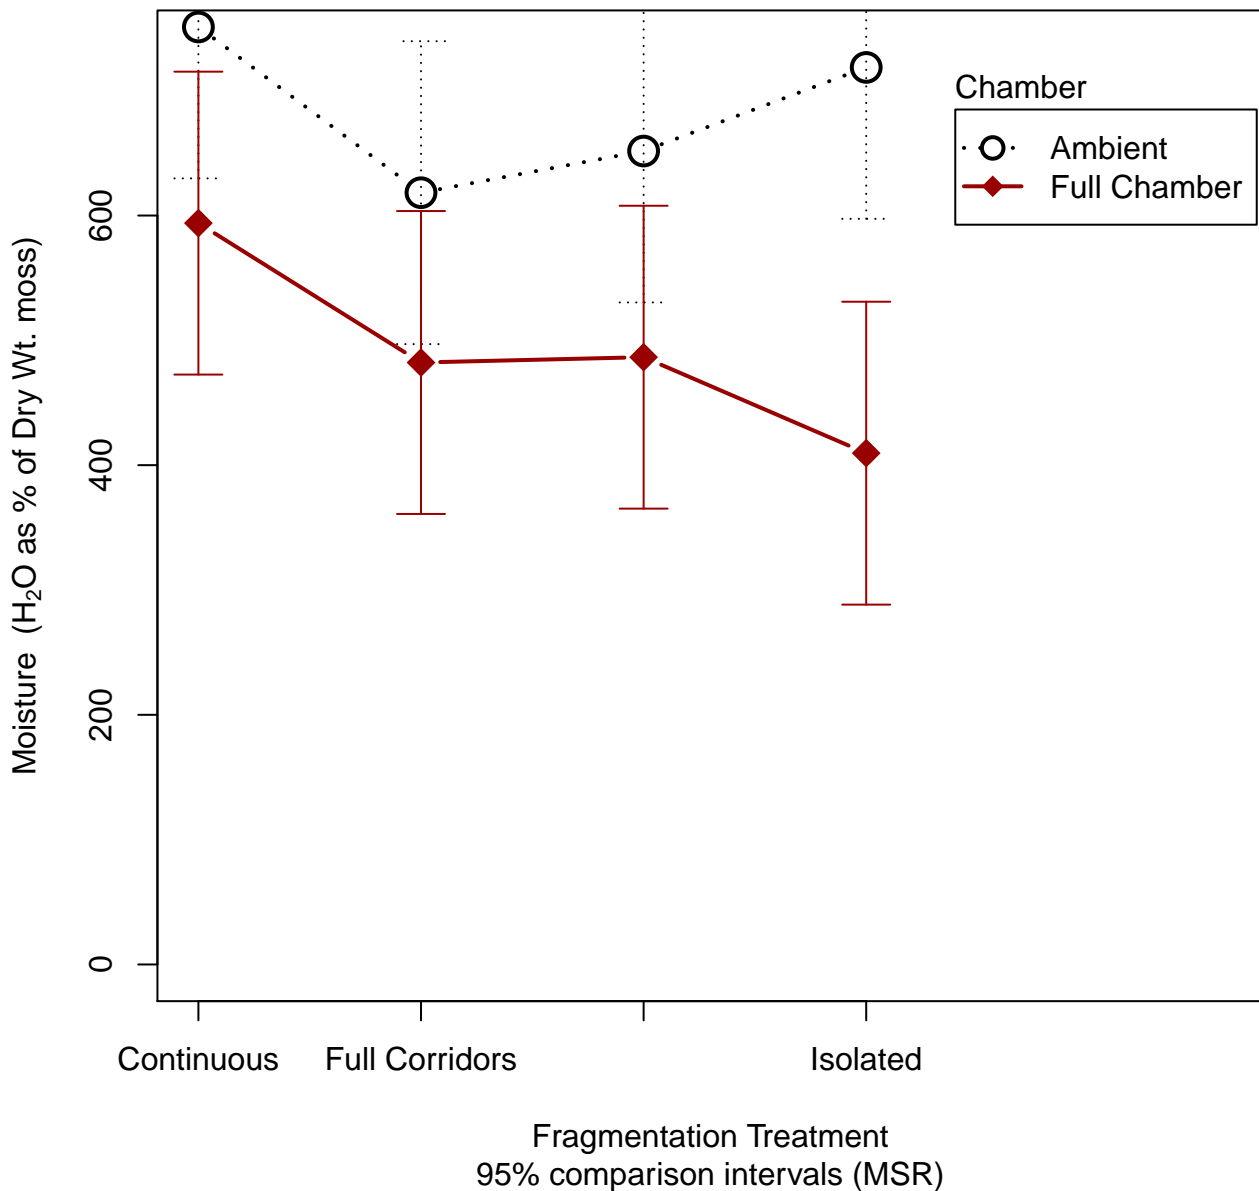 Chamber
Ambient
Full Chamber
Moisture (H₂O as % of Dry Wt. moss)
600
400
200
0
Continuous Full Corridors Isolated
Fragmentation Treatment
95% comparison intervals (MSR)